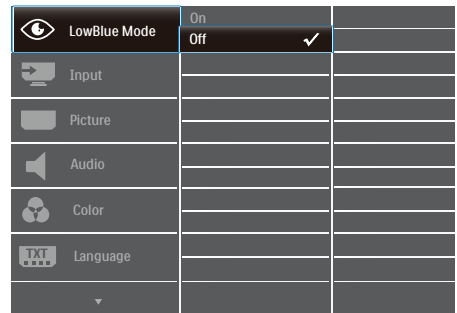 LowBlue Mode
On
Off
Input
Picture
Audio
Color
TXT
Language